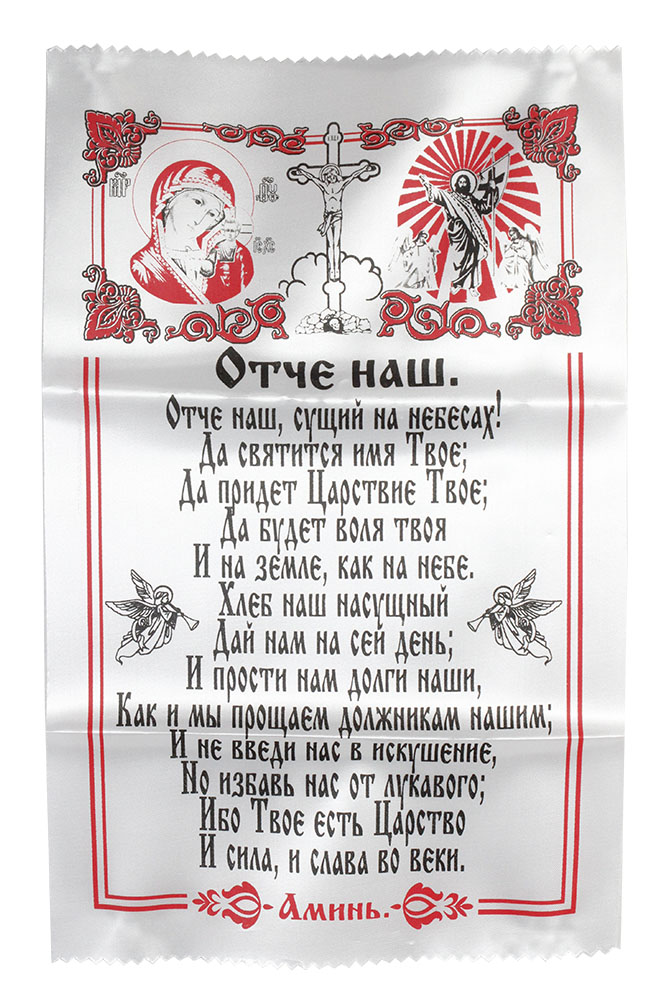 Отче наш.
Отче наш, сущий на небесах!
Да святится имя Твое;
Да придет Царствие Твое;
Да будет воля твоя
И на земле, как на небе.
Хлеб наш насущный
Дай нам на сей день;
И прости нам долги наши,
Как и мы прощаем должникам нашим;
И не введи нас в искушение,
Но избавь нас от лукавого;
Ибо Твое есть Царство
И сила, и слава во веки.
- Аминь. -